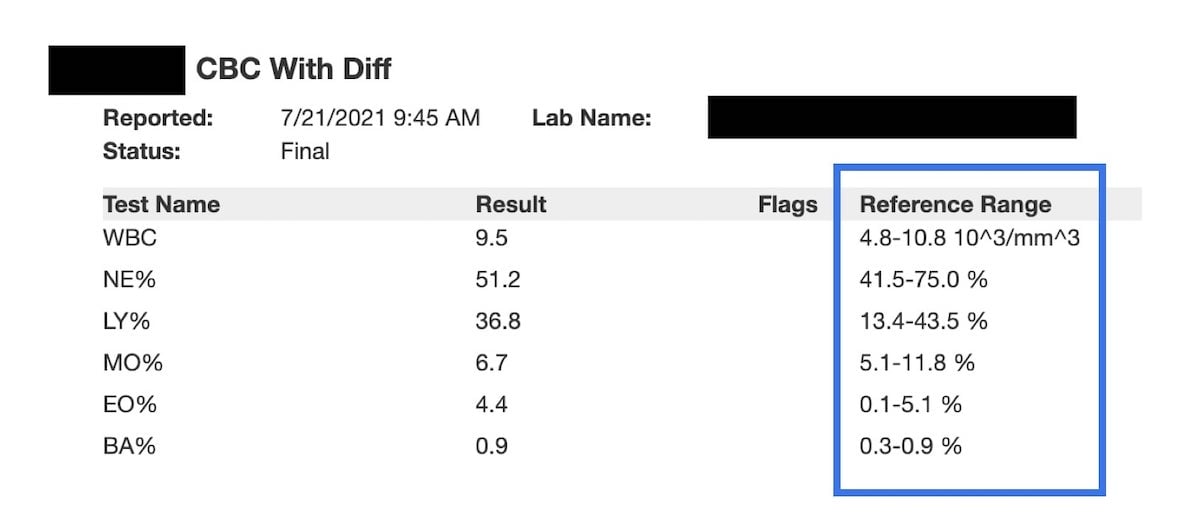 CBC With Diff
Reported: 7/21/2021 9:45 AM Lab Name:
Status: Final
Test Name Result Flags Reference Range
WBC 9.5 4.8-10.8 10^3/mm^3
NE% 51.2 41.5-75.0 %
LY% 36.8 13.4-43.5 %
MO% 6.7 5.1-11.8 %
EO% 4.4 0.1-5.1 %
BA% 0.9 0.3-0.9 %